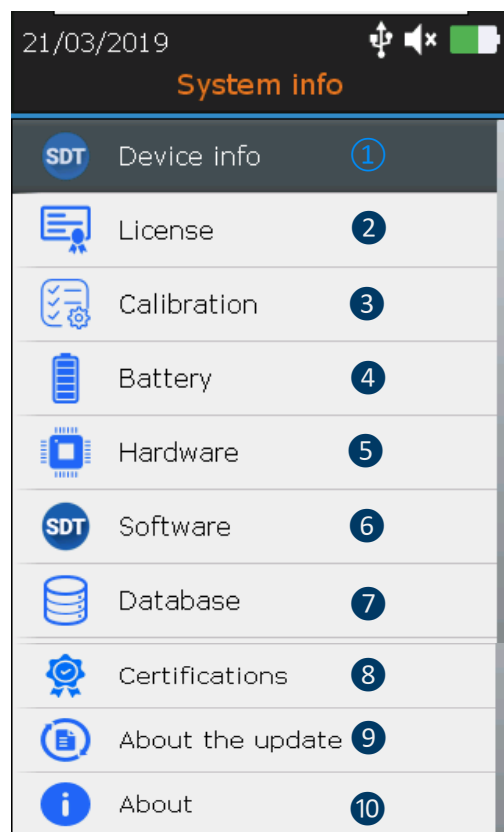 21/03/2019
System info
SDT Device info 1
License 2
Calibration 3
Battery 4
Hardware 5
SDT Software 6
Database 7
Certifications 8
About the update 9
i About 10